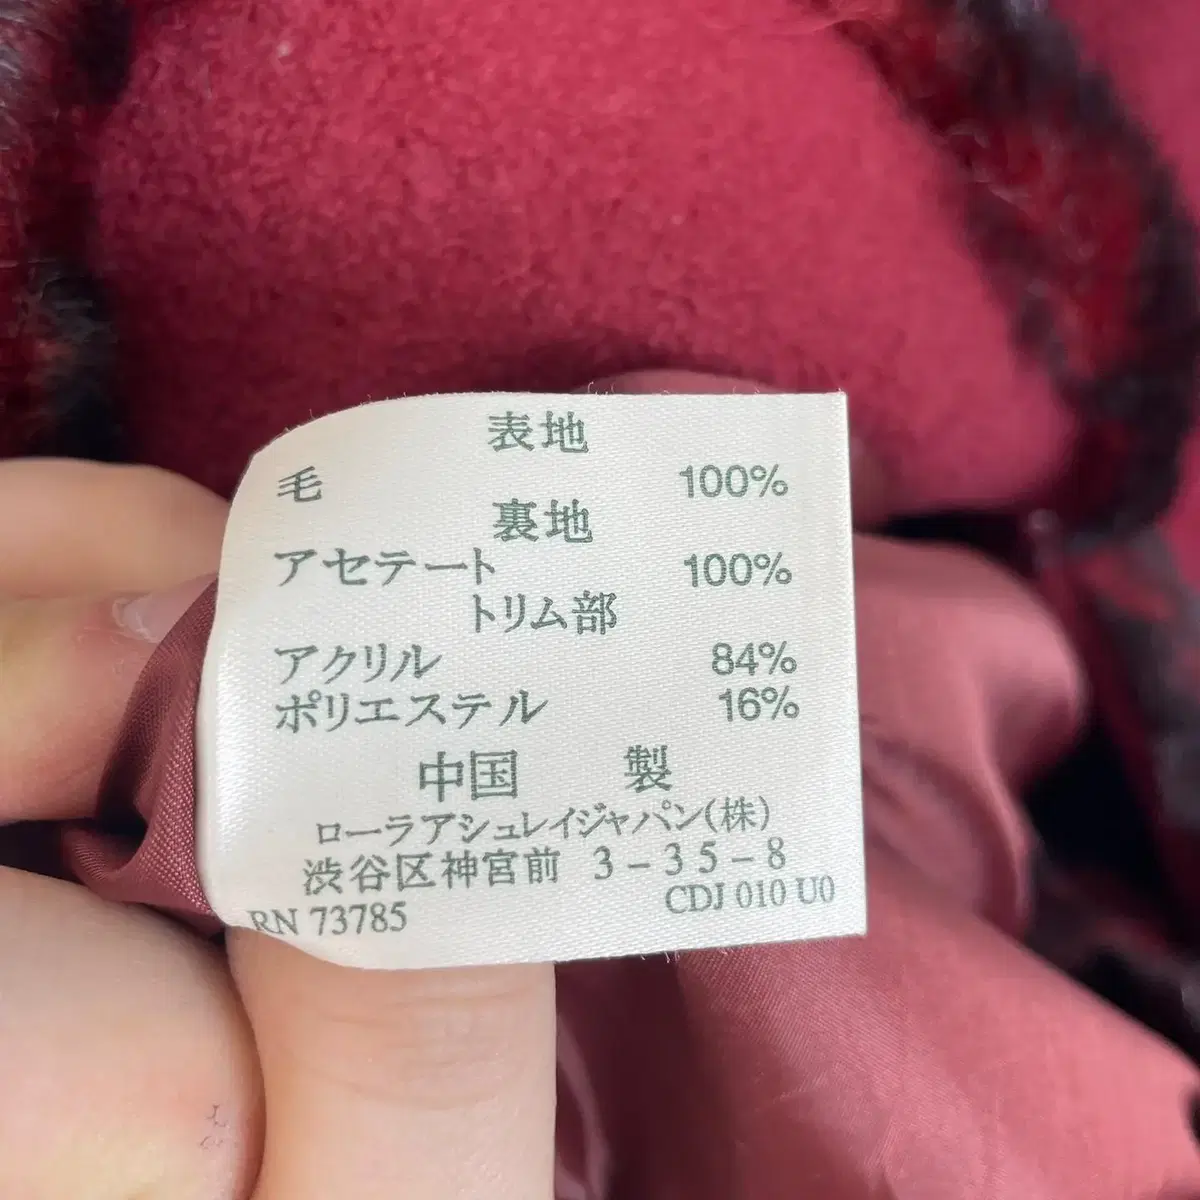 表地
毛 100%
裏地
アセテート 100%
トリム部
アクリル 84%
ポリエステル 16%
中国 製
ローラアシュレイジャパン(株)
渋谷区神宮前 3-35-8
RN 73785 CDJ 010 U0